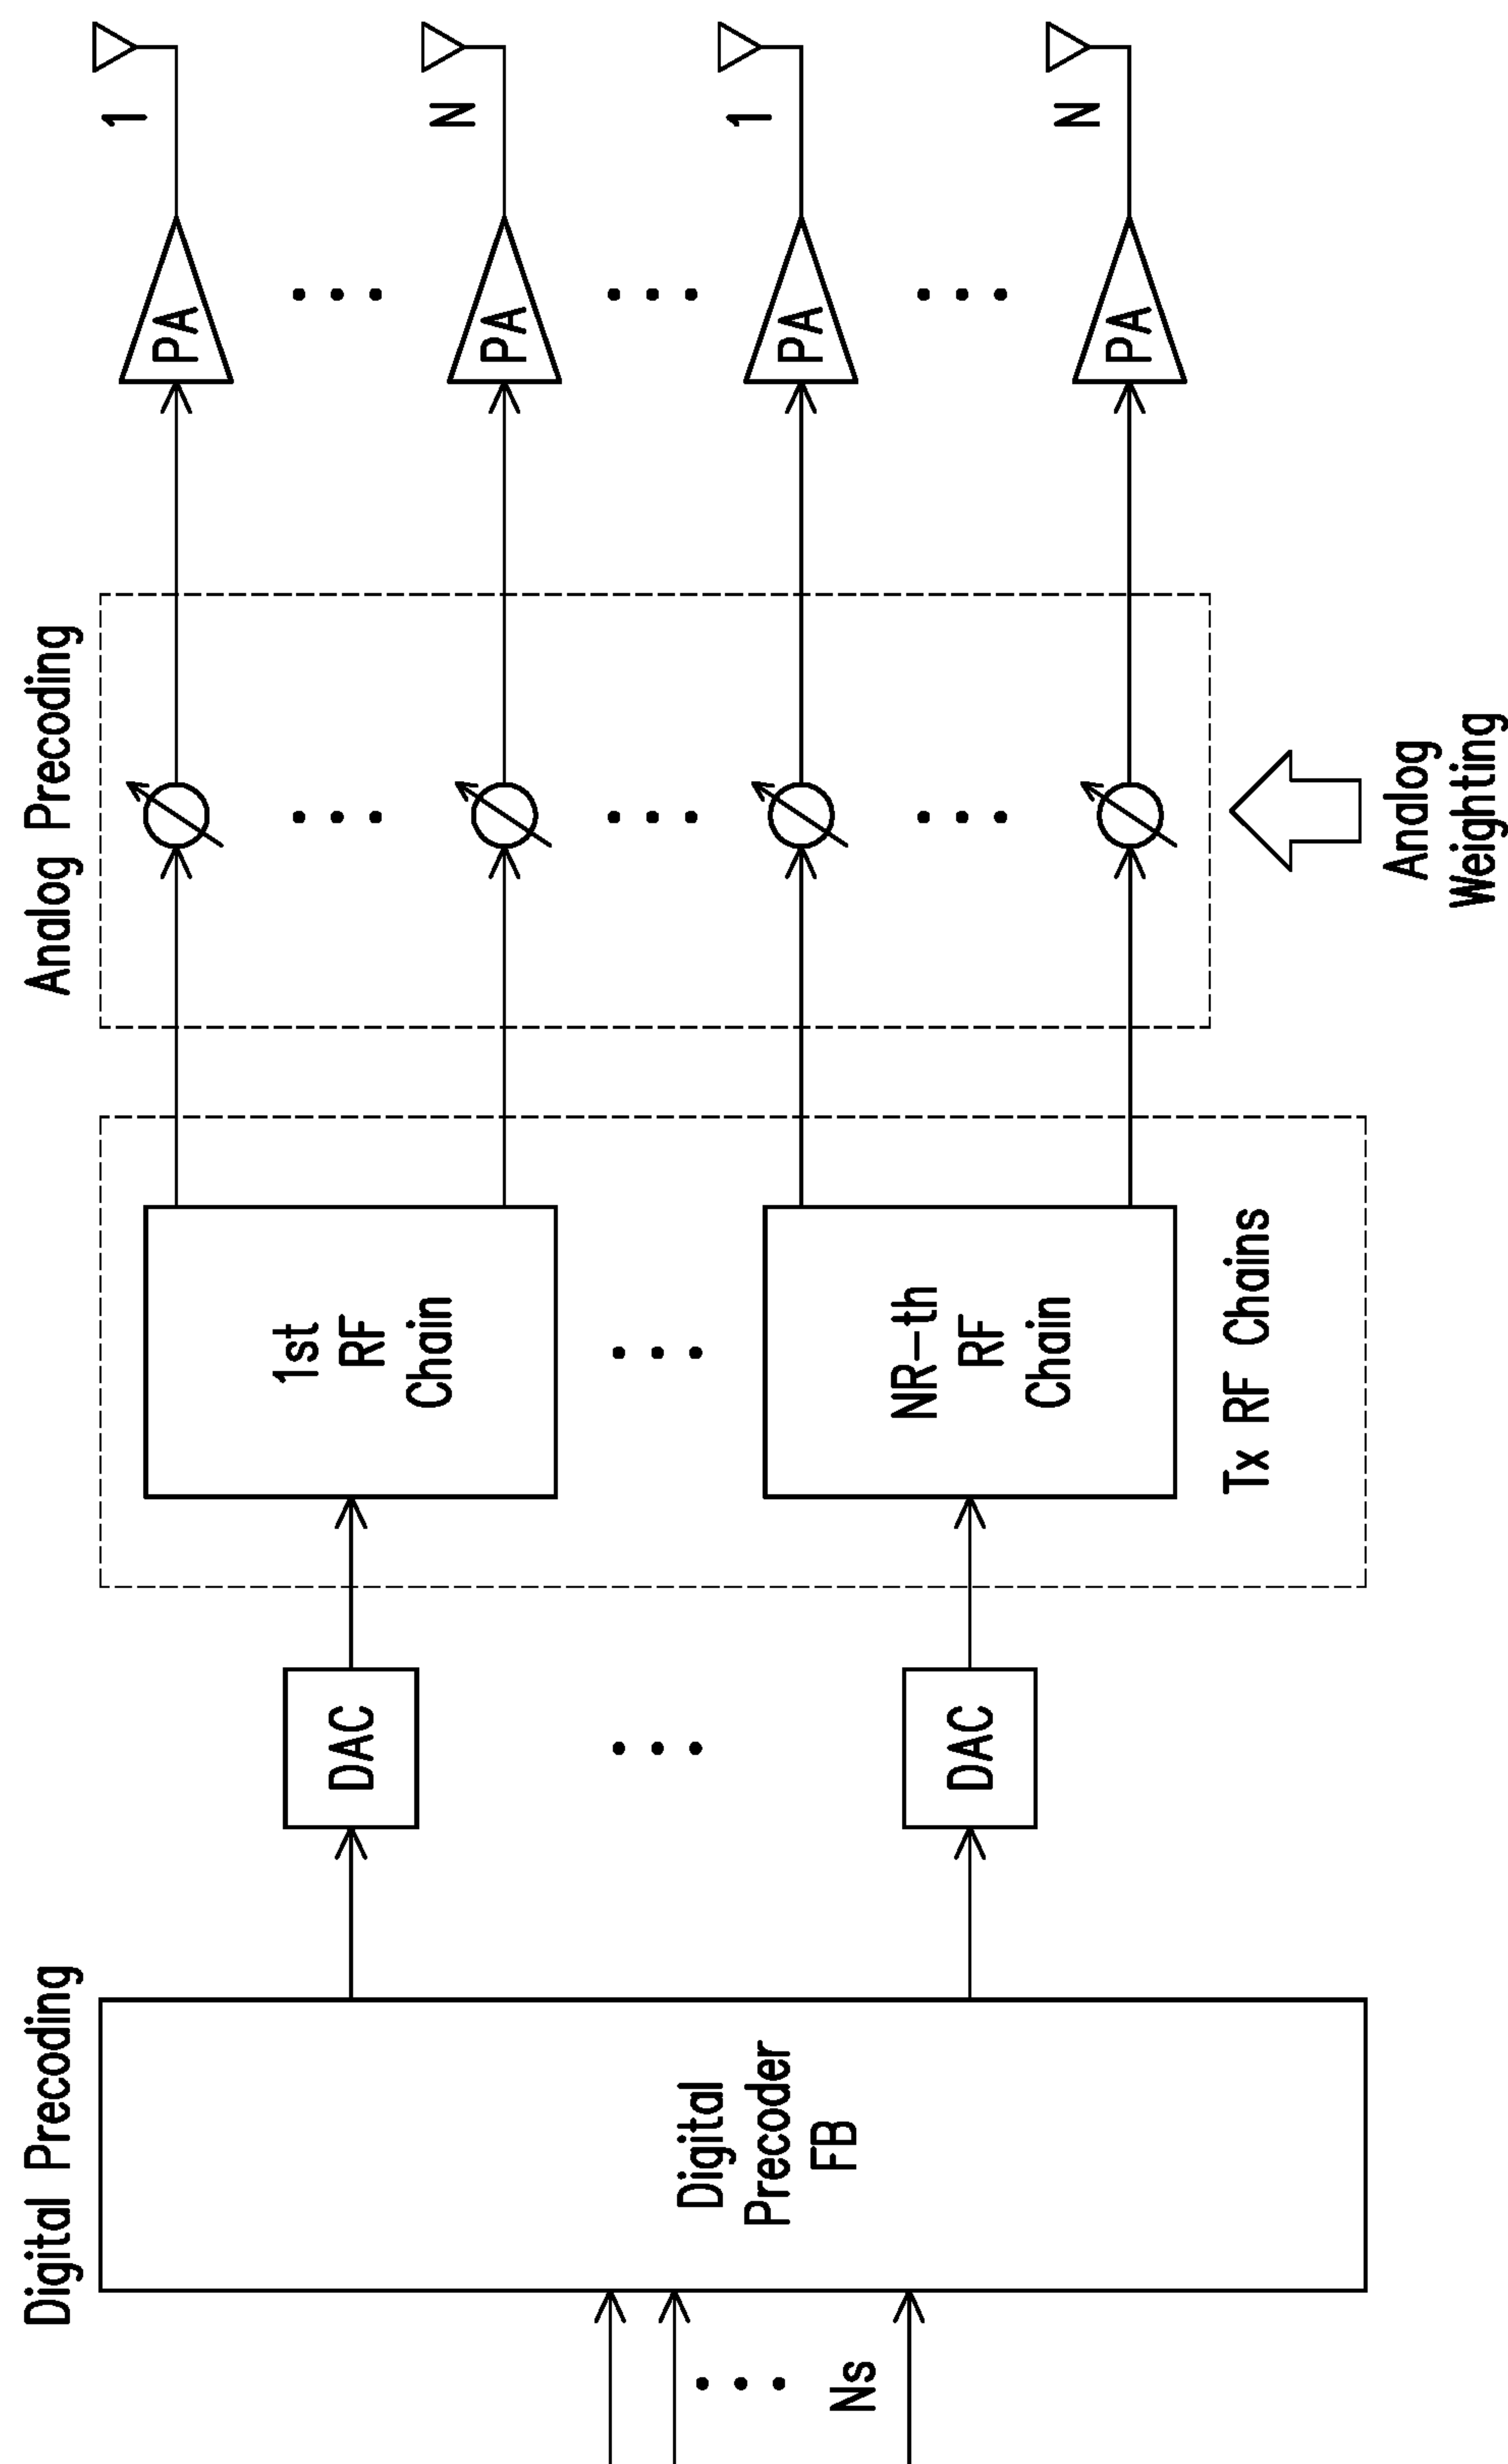 Digital Precoding
Analog Precoding
Ns
Digital
Precoder
FB
DAC
DAC
1st
RF
Chain
NR-th
RF
Chain
Tx RF Chains
Analog
Weighting
PA
PA
PA
PA
1
N
1
N